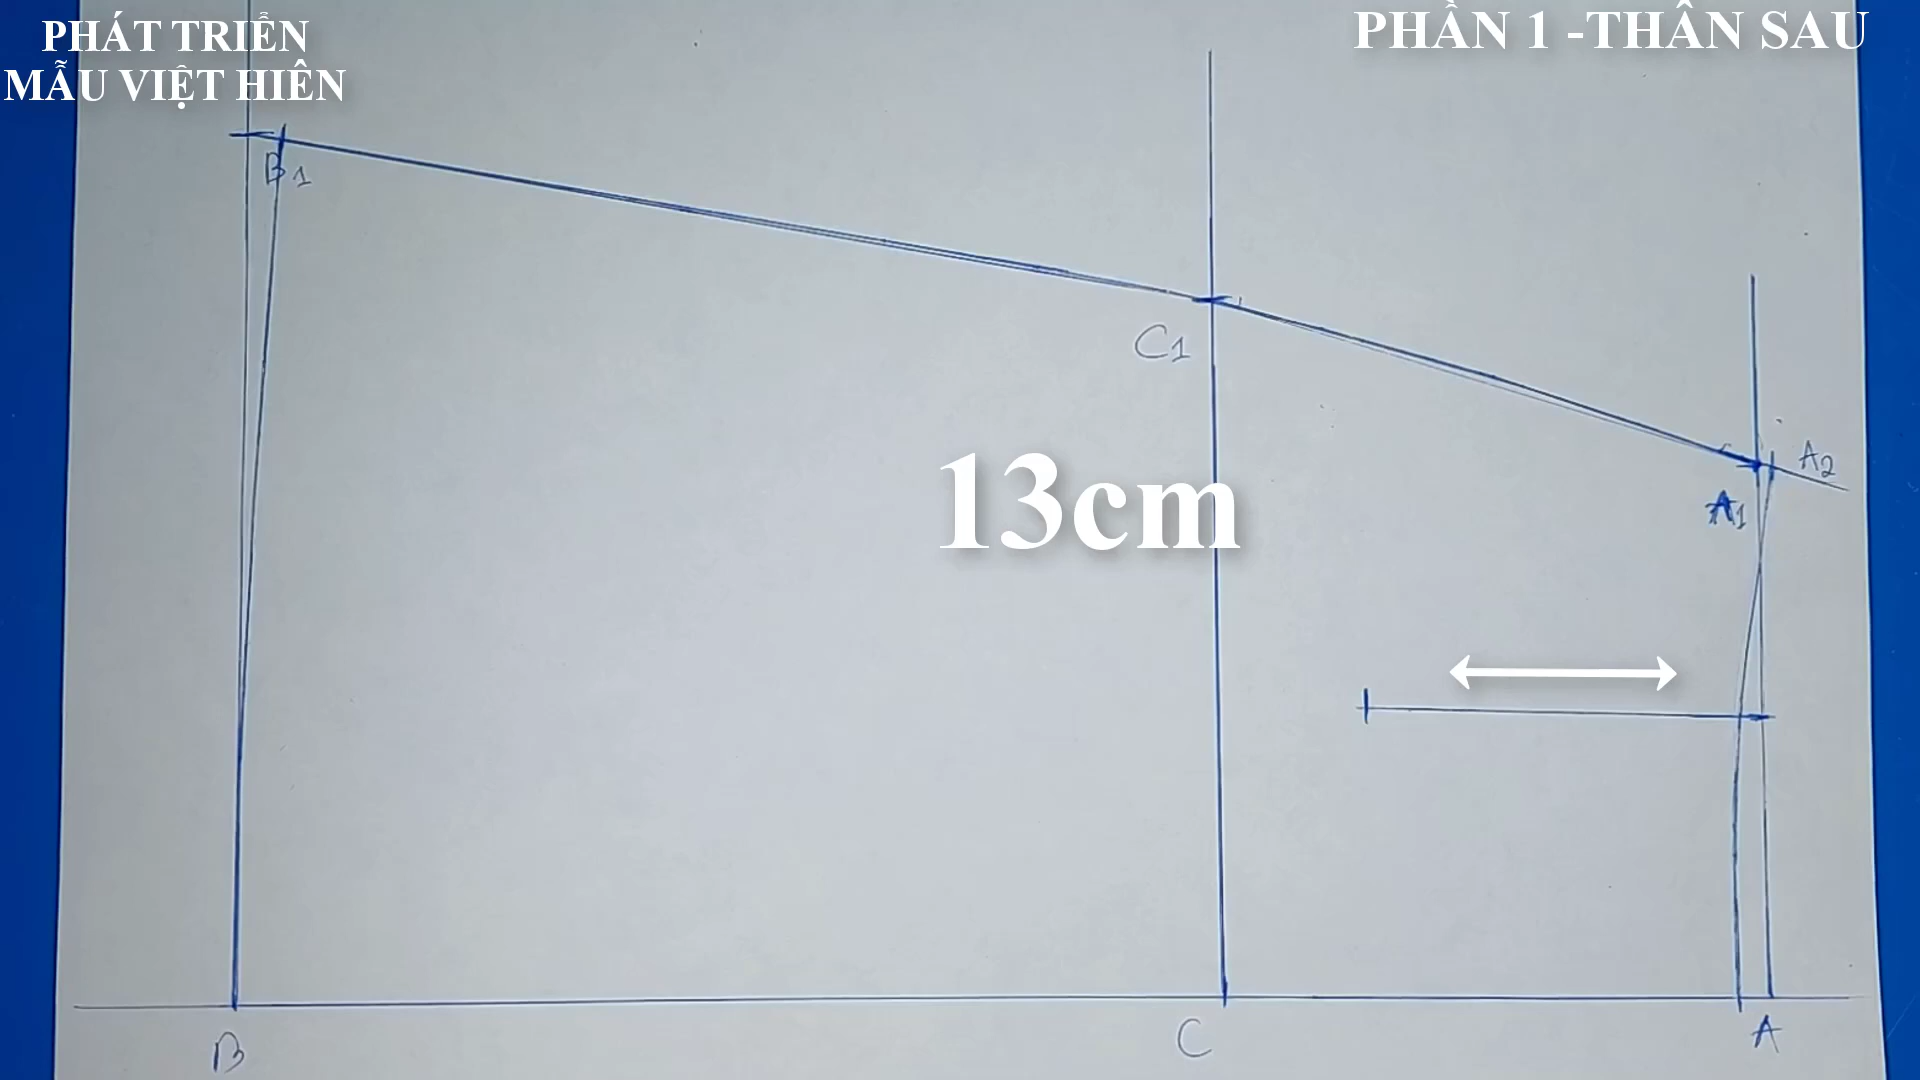 PHÁT TRIỂN
MẪU VIỆT HIÊN
PHẦN 1 -THÂN SAU
B1
C1
A2
13cm
A1
B
C
A